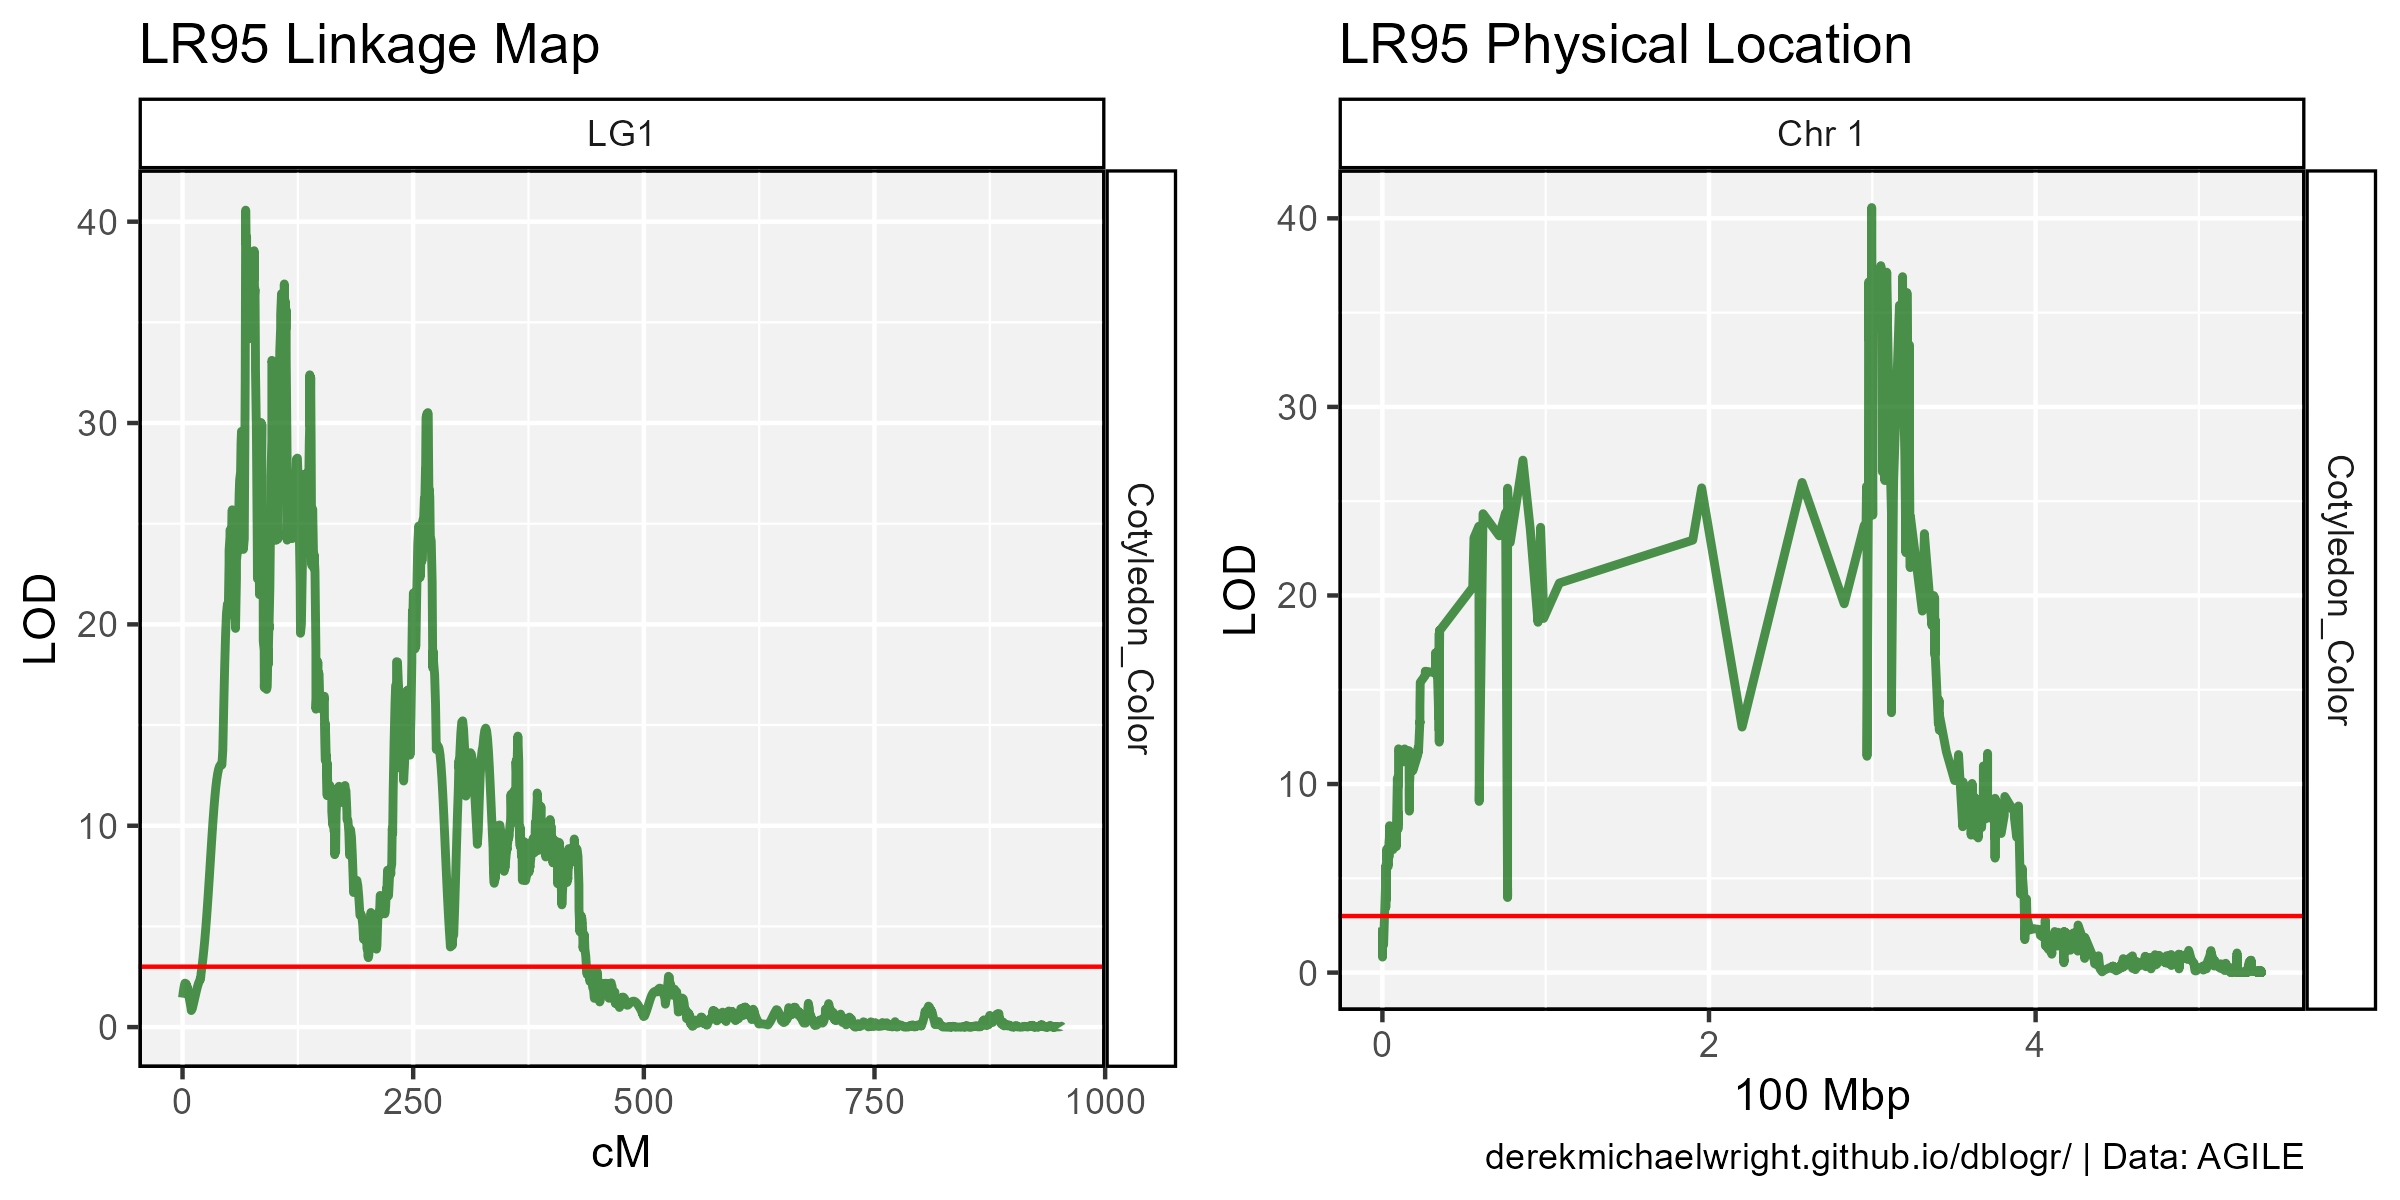 LR95 Linkage Map
LG1
40
30
20
10
0
LOD
Cotyledon_Color
0 250 500 750 1000
cM
LR95 Physical Location
Chr 1
40
30
20
10
0
LOD
Cotyledon_Color
0 2 4
100 Mbp
derekmichaelwright.github.io/dblogr/ | Data: AGILE